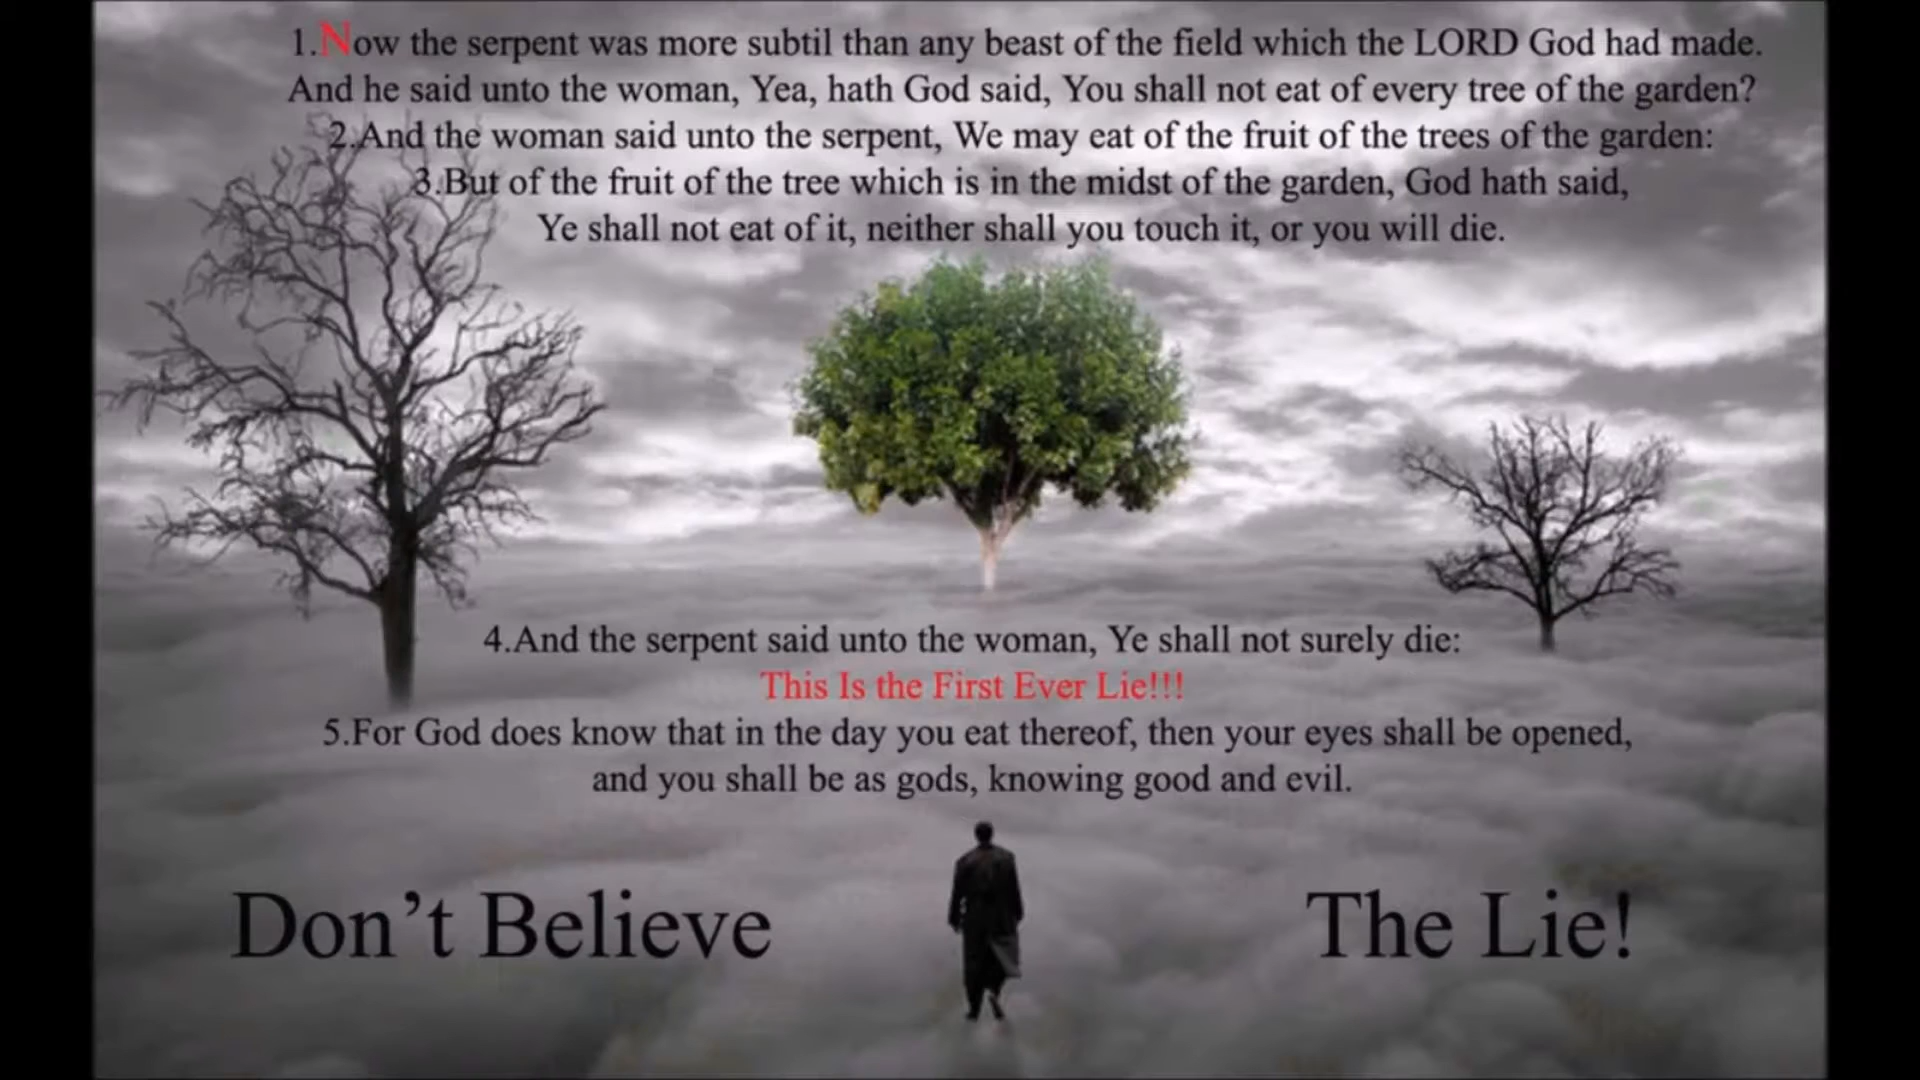 1.Now the serpent was more subtil than any beast of the field which the LORD God had made.
And he said unto the woman, Yea, hath God said, You shall not eat of every tree of the garden?
2.And the woman said unto the serpent, We may eat of the fruit of the trees of the garden:
3.But of the fruit of the tree which is in the midst of the garden, God hath said,
Ye shall not eat of it, neither shall you touch it, or you will die.
4.And the serpent said unto the woman, Ye shall not surely die:
This Is the First Ever Lie!!!
5.For God does know that in the day you eat thereof, then your eyes shall be opened,
and you shall be as gods, knowing good and evil.
Don’t Believe The Lie!